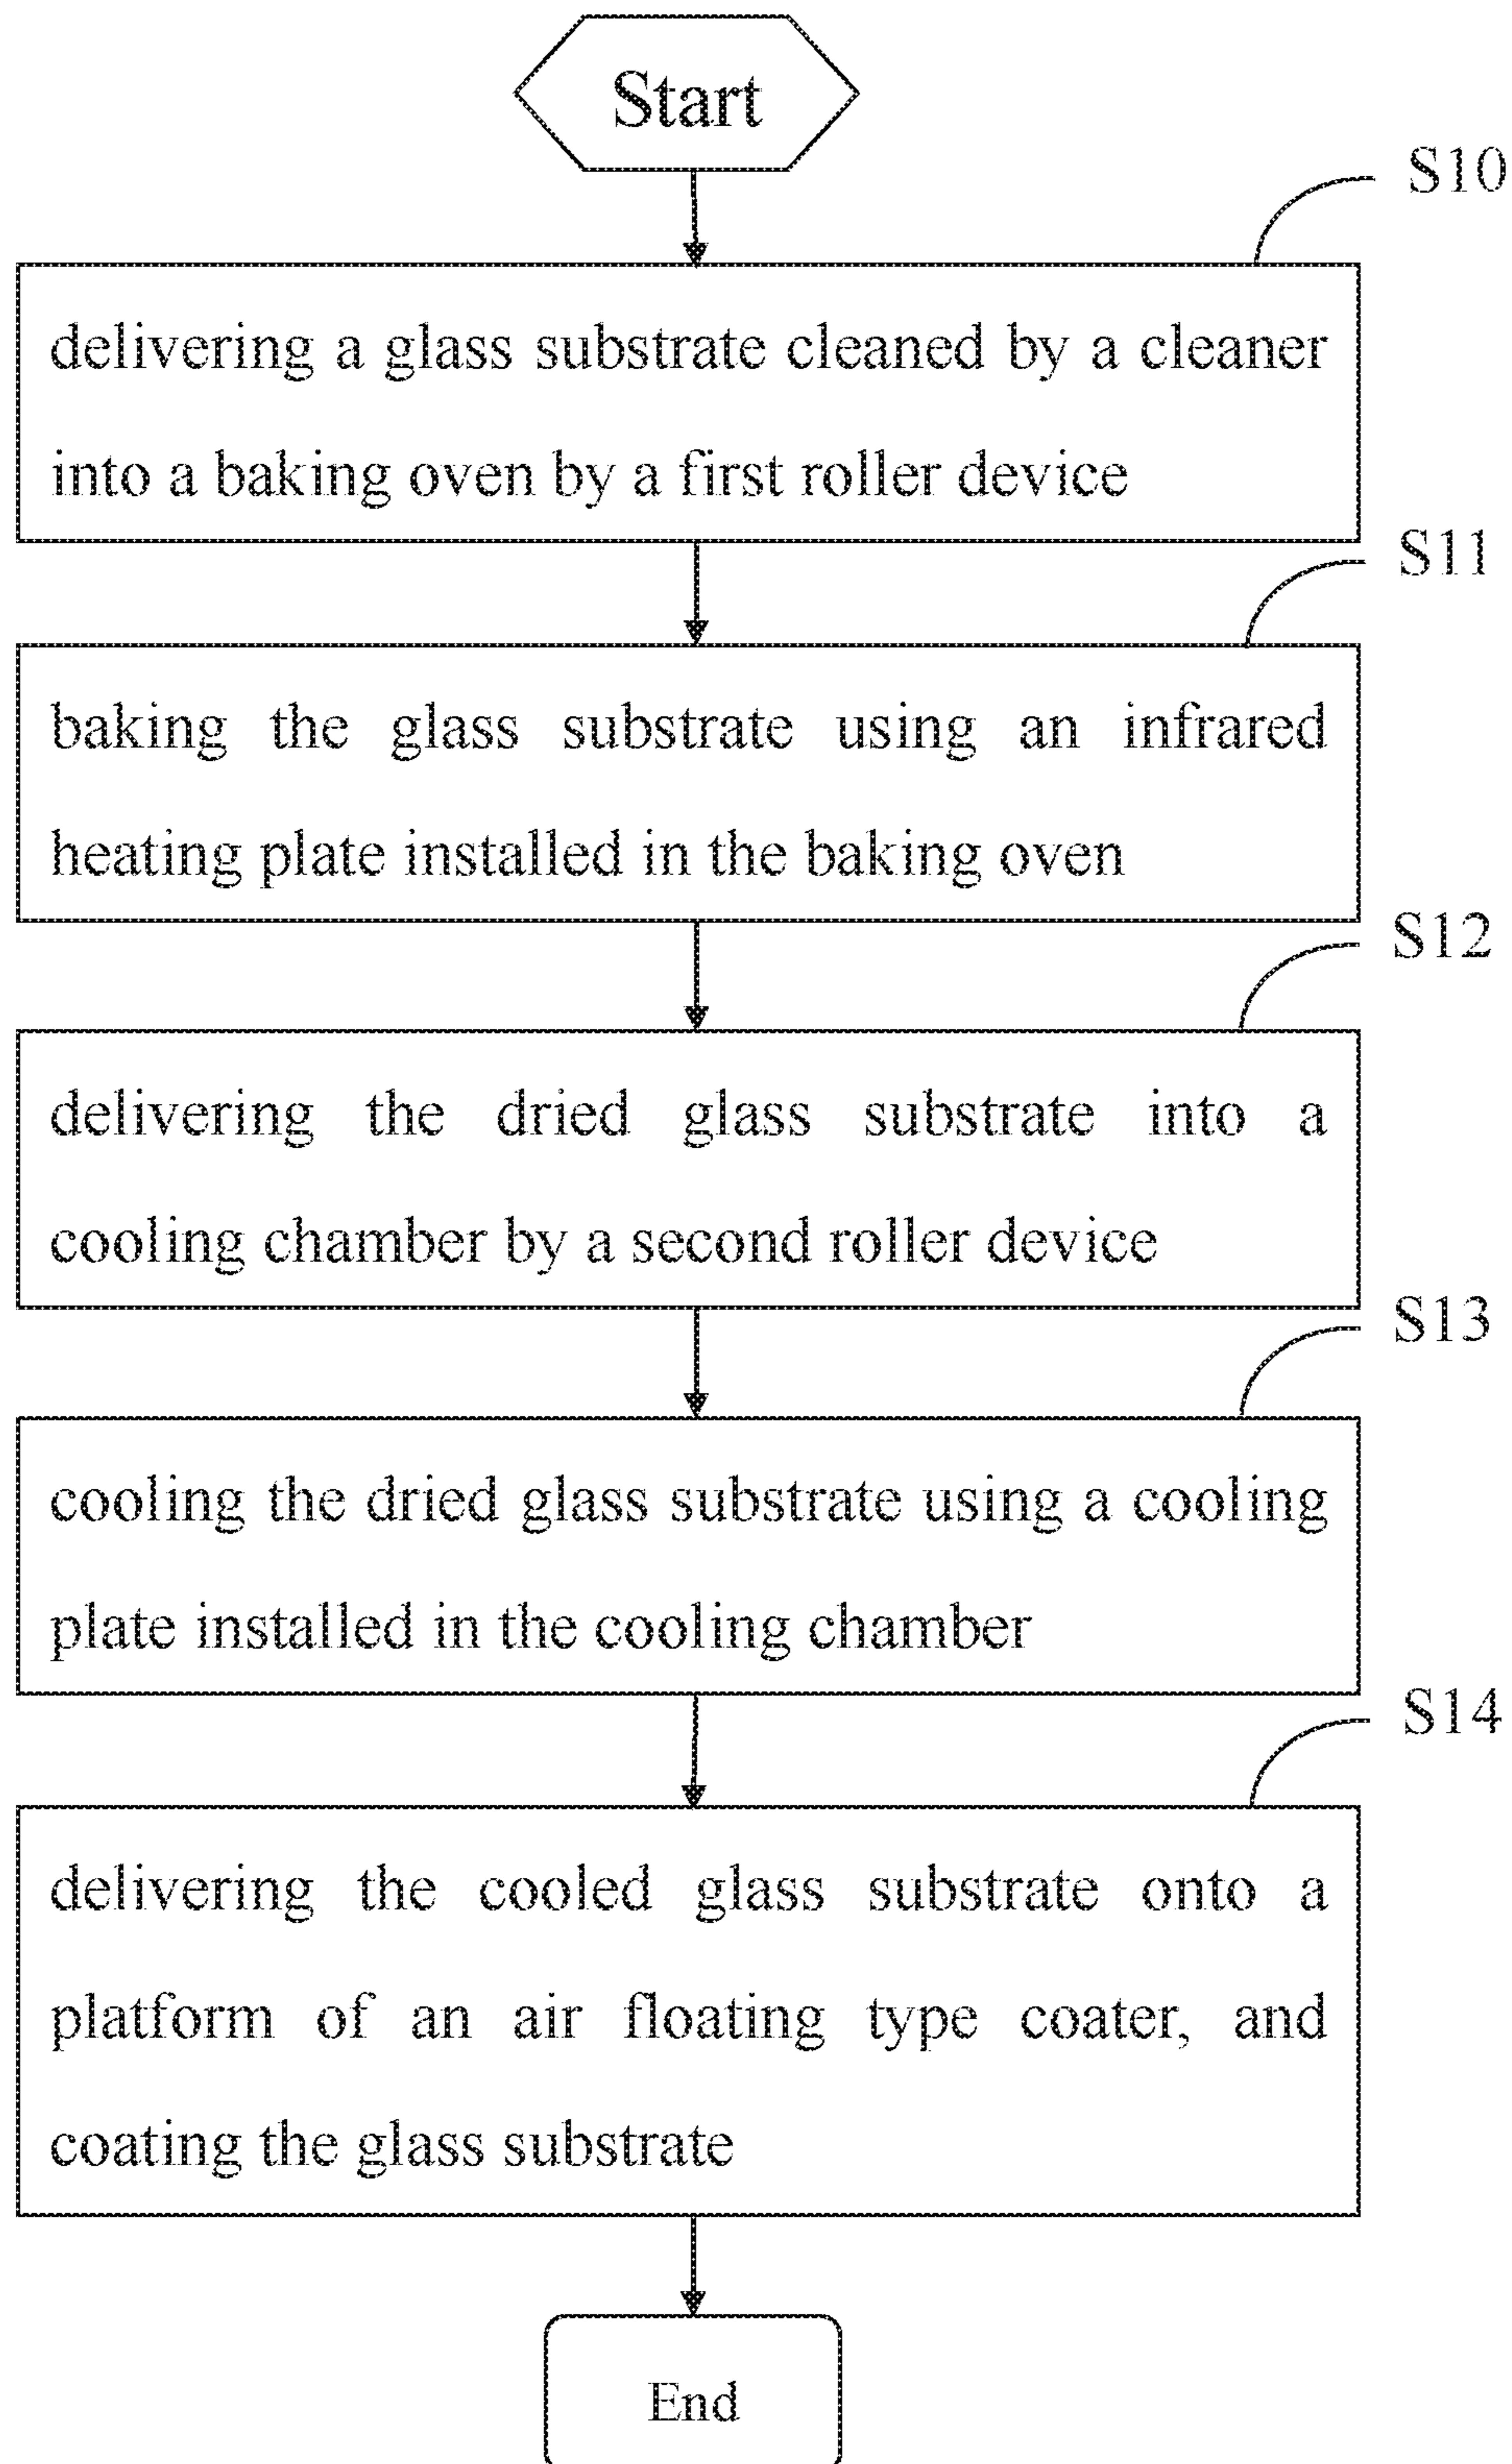 Start
S10
delivering a glass substrate cleaned by a cleaner
into a baking oven by a first roller device
S11
baking the glass substrate using an infrared
heating plate installed in the baking oven
S12
delivering the dried glass substrate into a
cooling chamber by a second roller device
S13
cooling the dried glass substrate using a cooling
plate installed in the cooling chamber
S14
delivering the cooled glass substrate onto a
platform of an air floating type coater, and
coating the glass substrate
End